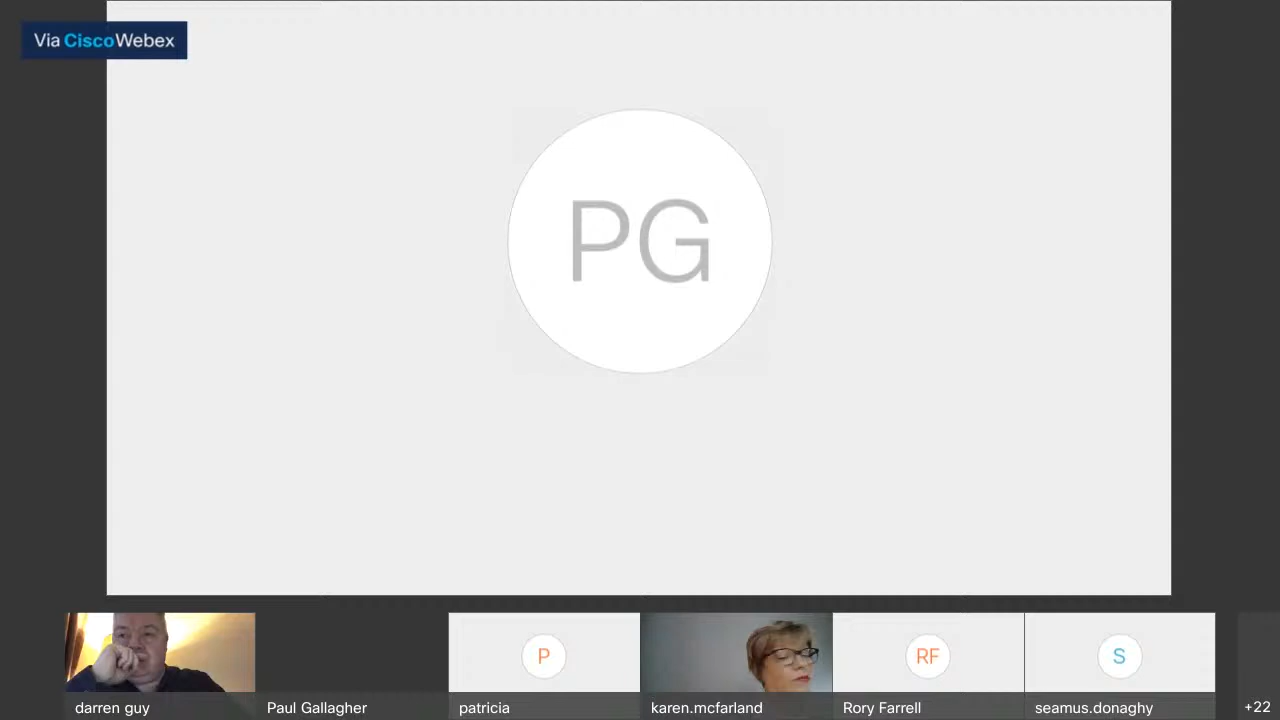 Via CiscoWebex
PG
P
RF
S
darren guy
Paul Gallagher
patricia
karen.mcfarland
Rory Farrell
seamus.donaghy
+22